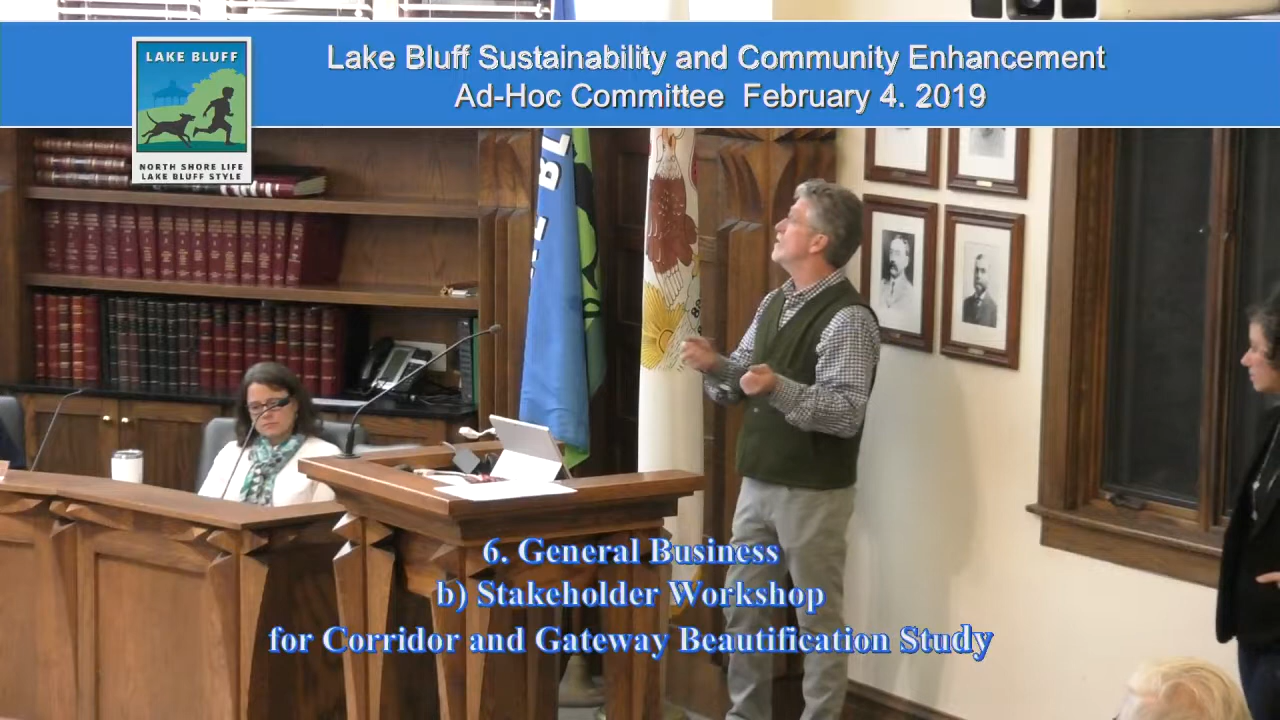 Lake Bluff Sustainability and Community Enhancement
Ad-Hoc Committee February 4. 2019
LAKE BLUFF
NORTH SHORE LIFE
LAKE BLUFF STYLE
6. General Business
b) Stakeholder Workshop
for Corridor and Gateway Beautification Study